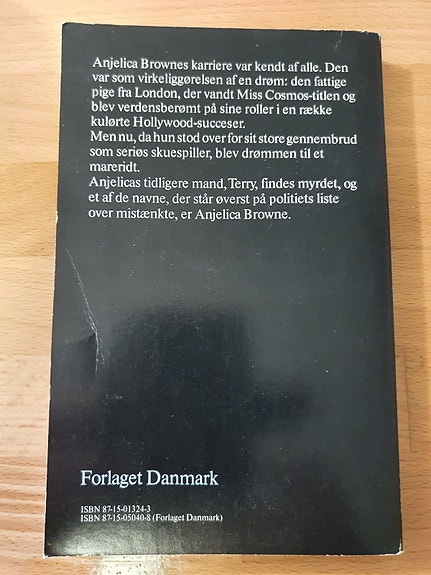 Anjelica Brownes karriere var kendt af alle. Den
var som virkeliggørelsen af en drøm: den fattige
pige fra London, der vandt Miss Cosmos-titlen og
blev verdensberømt på sine roller i en række
kulørte Hollywood-succeser.
Men nu, da hun stod over for sit store gennembrud
som seriøs skuespiller, blev drømmen til et
mareridt.
Anjelicas tidligere mand, Terry, findes myrdet, og
et af de navne, der står øverst på politiets liste
over mistænkte, er Anjelica Browne.
Forlaget Danmark
ISBN 87-15-01324-3
ISBN 87-15-05040-8 (Forlaget Danmark)